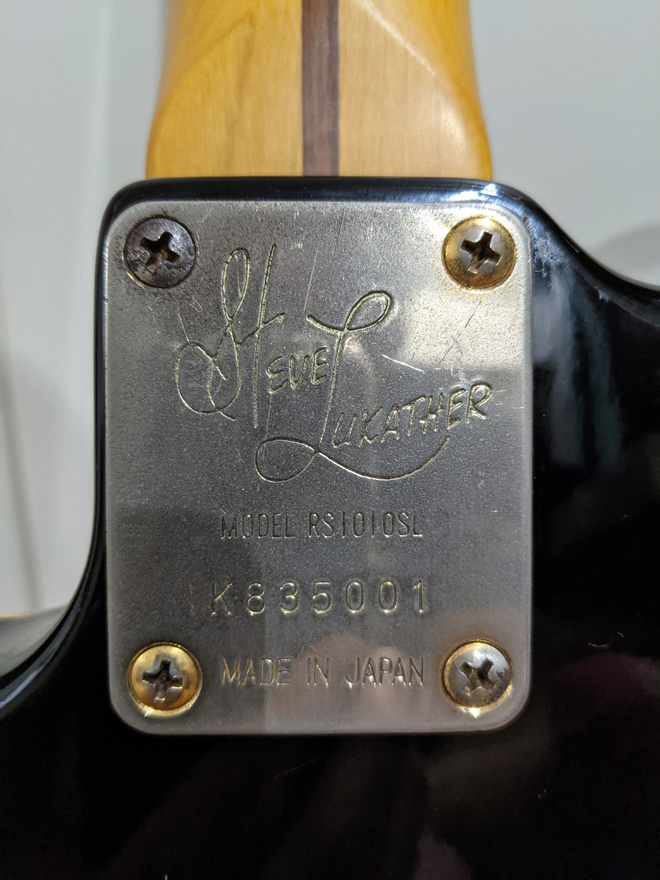 STEVE
LUKATHER
MODEL RS1010SL
K835001
MADE IN JAPAN